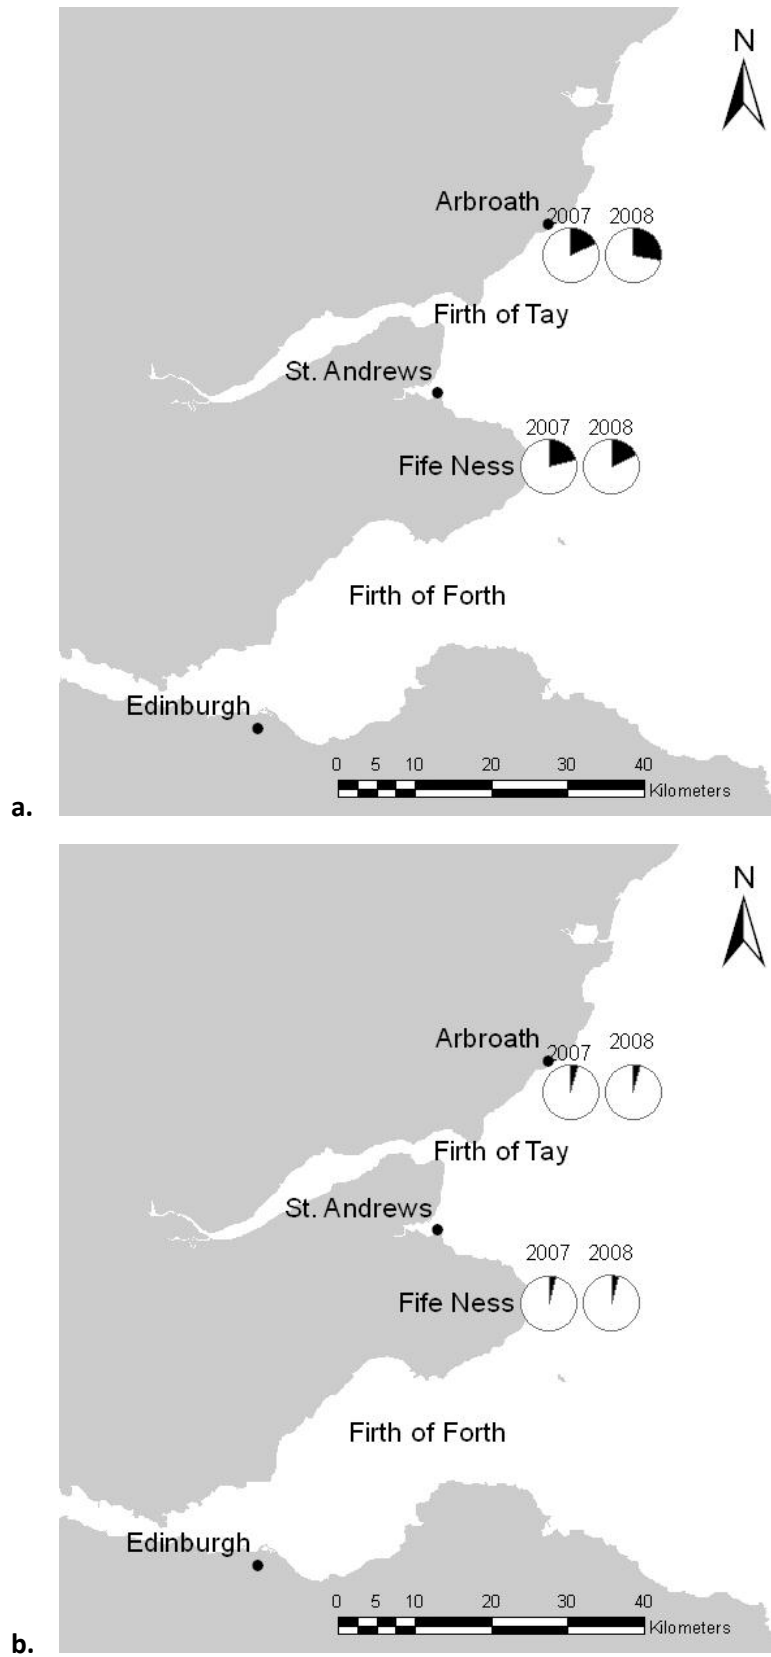 N
Arbroath
2007 2008
Firth of Tay
St. Andrews
2007 2008
Fife Ness
Firth of Forth
Edinburgh
0 5 10 20 30 40
Kilometers
a.
N
Arbroath
2007 2008
Firth of Tay
St. Andrews
2007 2008
Fife Ness
Firth of Forth
Edinburgh
0 5 10 20 30 40
Kilometers
b.